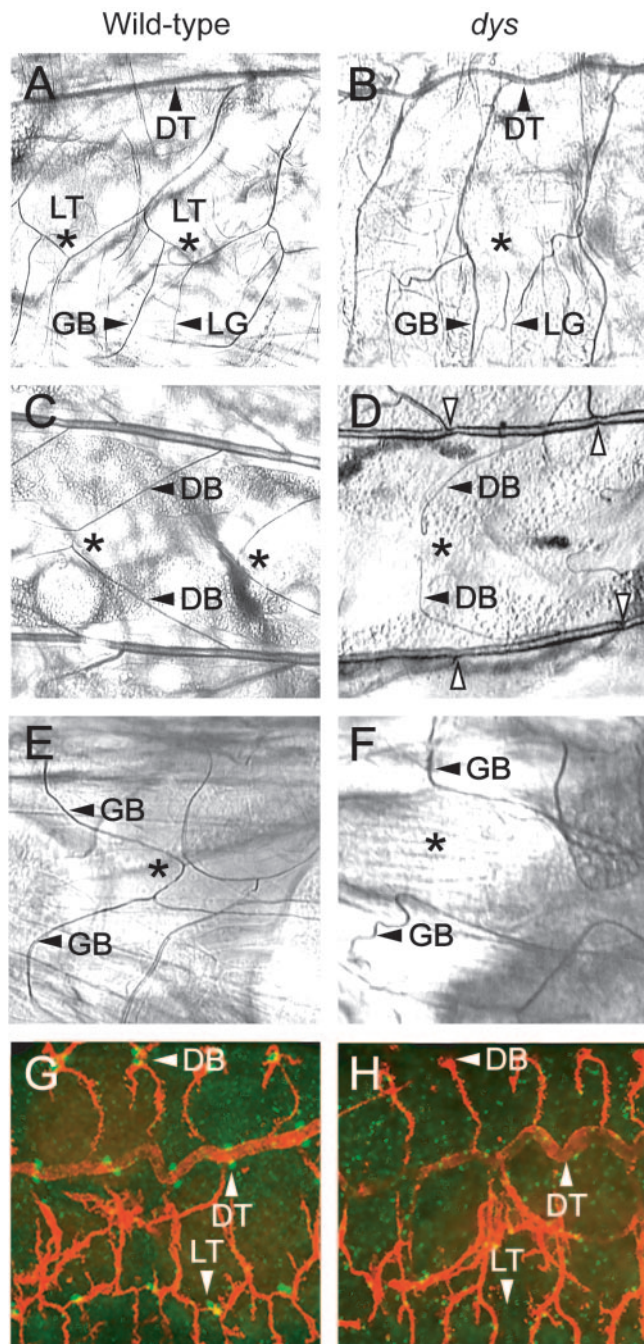 Wild-type dys
A B
DT DT
LT LT
* * *
GB LG GB LG
C D
DB DB
* * *
DB DB
E F
GB GB
* *
GB GB
G DB H DB
DT DT
LT LT